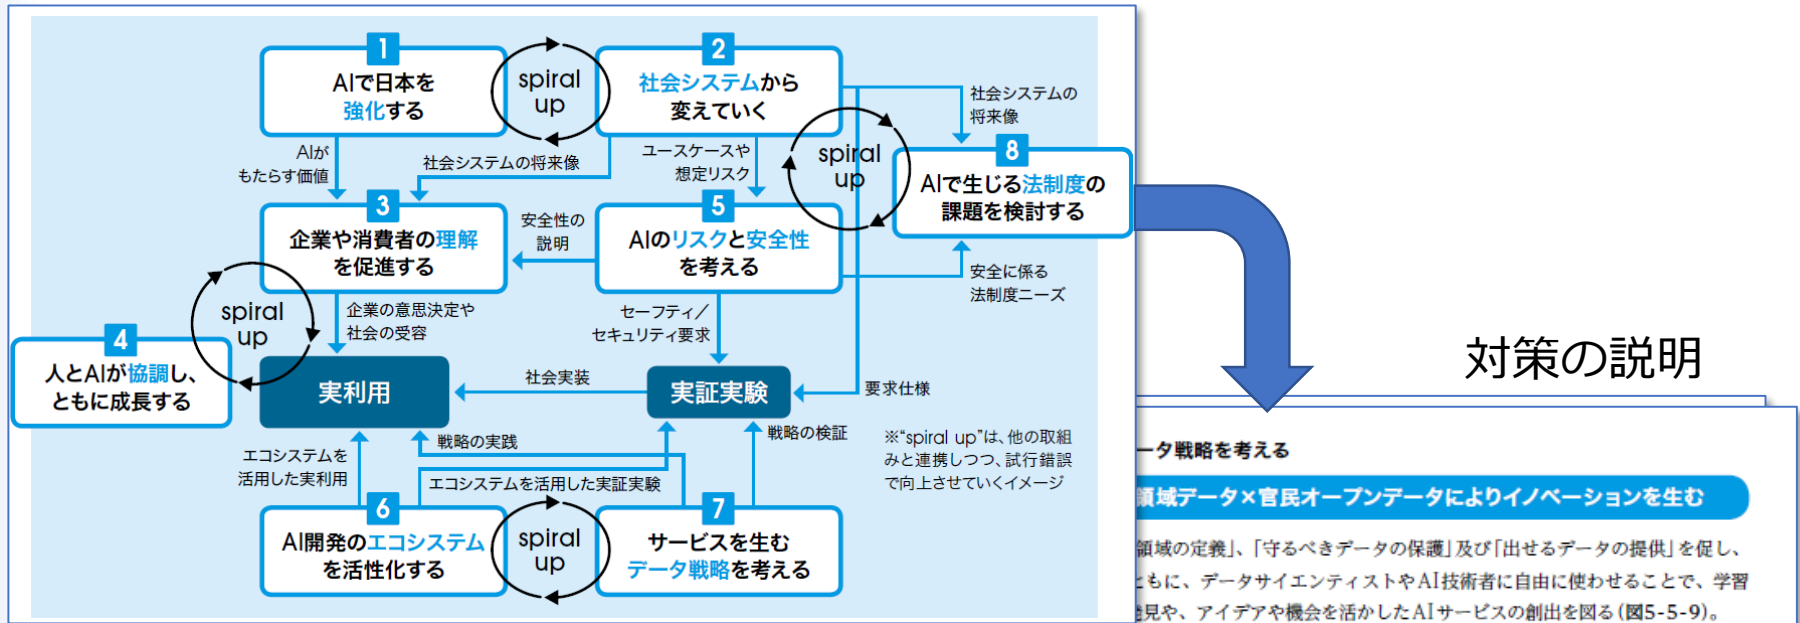 1
AIで日本を
強化する
spiral
up
2
社会システムから
変えていく
社会システムの
将来像
AIが
もたらす価値
社会システムの将来像
ユースケースや
想定リスク
spiral
up
8
AIで生じる法制度の
課題を検討する
3
企業や消費者の理解
を促進する
安全性の
説明
5
AIのリスクと安全性
を考える
安全に係る
法制度ニーズ
spiral
up
企業の意思決定や
社会の受容
セーフティ／
セキュリティ要求
4
人とAIが協調し、
ともに成長する
実利用
社会実装
実証実験
要求仕様
対策の説明
エコシステムを
活用した実利用
戦略の実践
戦略の検証
エコシステムを活用した実証実験
※“spiral up”は、他の取組
みと連携しつつ、試行錯誤
で向上させていくイメージ
6
AI開発のエコシステム
を活性化する
spiral
up
7
サービスを生む
データ戦略を考える
ータ戦略を考える
領域データ×官民オープンデータによりイノベーションを生む
領域の定義」、「守るべきデータの保護」及び「出せるデータの提供」を促し、
ともに、データサイエンティストやAI技術者に自由に使わせることで、学習
見や、アイデアや機会を活かしたAIサービスの創出を図る（図5-5-9）。